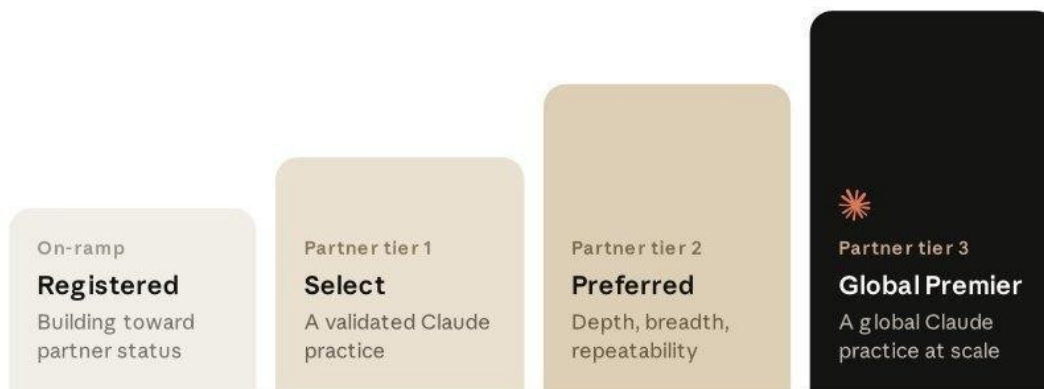 On-ramp
Registered
Building toward
partner status
Partner tier 1
Select
A validated Claude
practice
Partner tier 2
Preferred
Depth, breadth,
repeatability
Partner tier 3
Global Premier
A global Claude
practice at scale